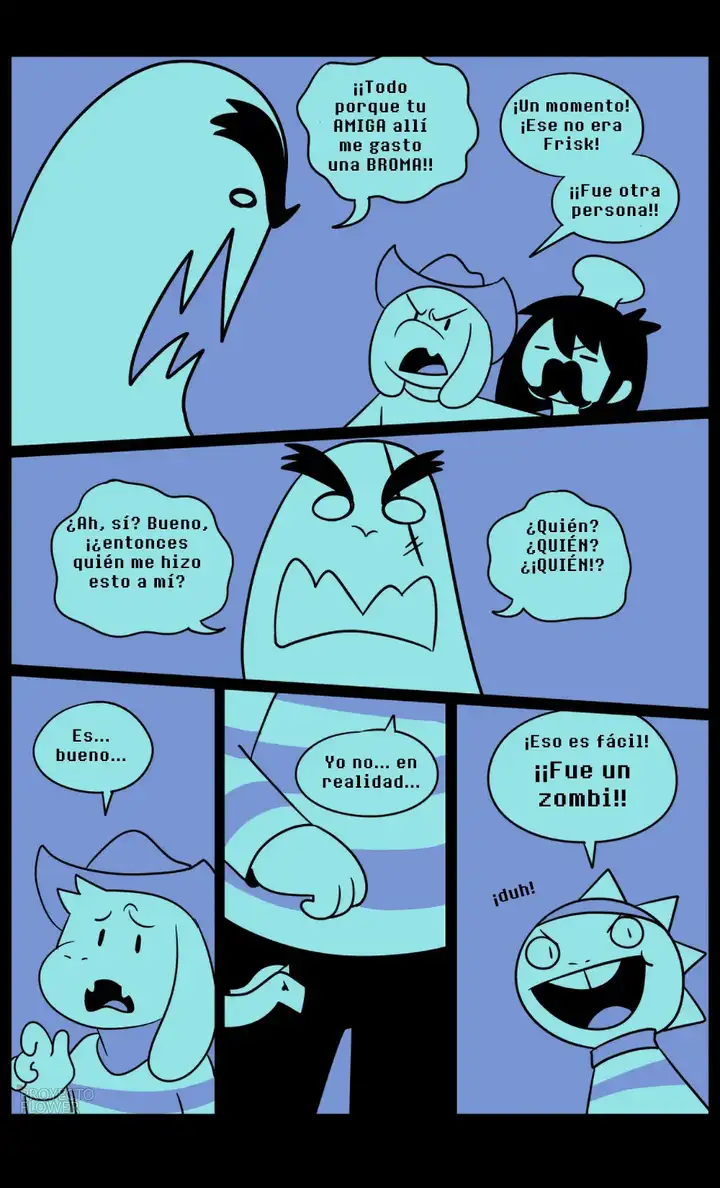 ¡¡Todo
porque tu
AMIGA allí
me gasto
una BROMA!!
¡Un momento!
¡Ese no era
Frisk!
¡¡Fue otra
persona!!
¿Ah, sí? Bueno,
¡¿entonces
quién me hizo
esto a mí?
¿Quién?
¿QUIÉN?
¿¡QUIÉN!?
Es...
bueno...
Yo no... en
realidad...
¡Eso es fácil!
¡¡Fue un
zombi!!
¡duh!
PROYECTO
FLOWER